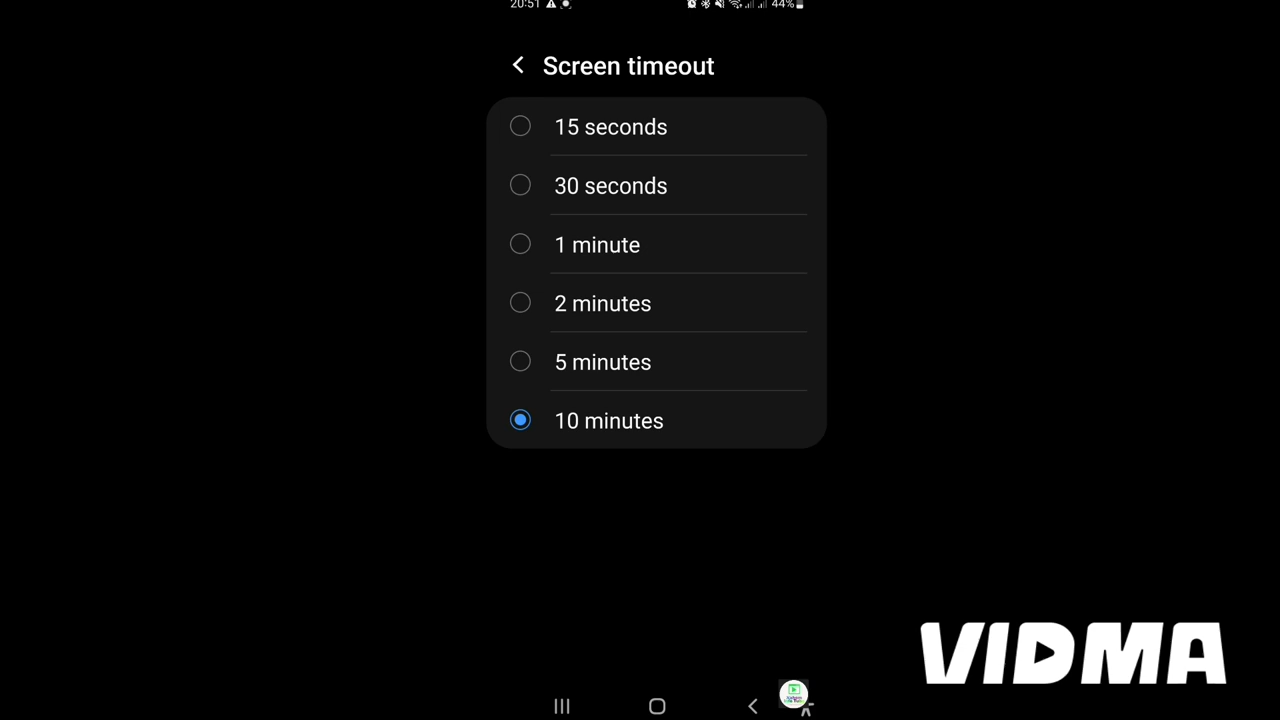 20:51 44%
Screen timeout
15 seconds
30 seconds
1 minute
2 minutes
5 minutes
10 minutes
VIDMA